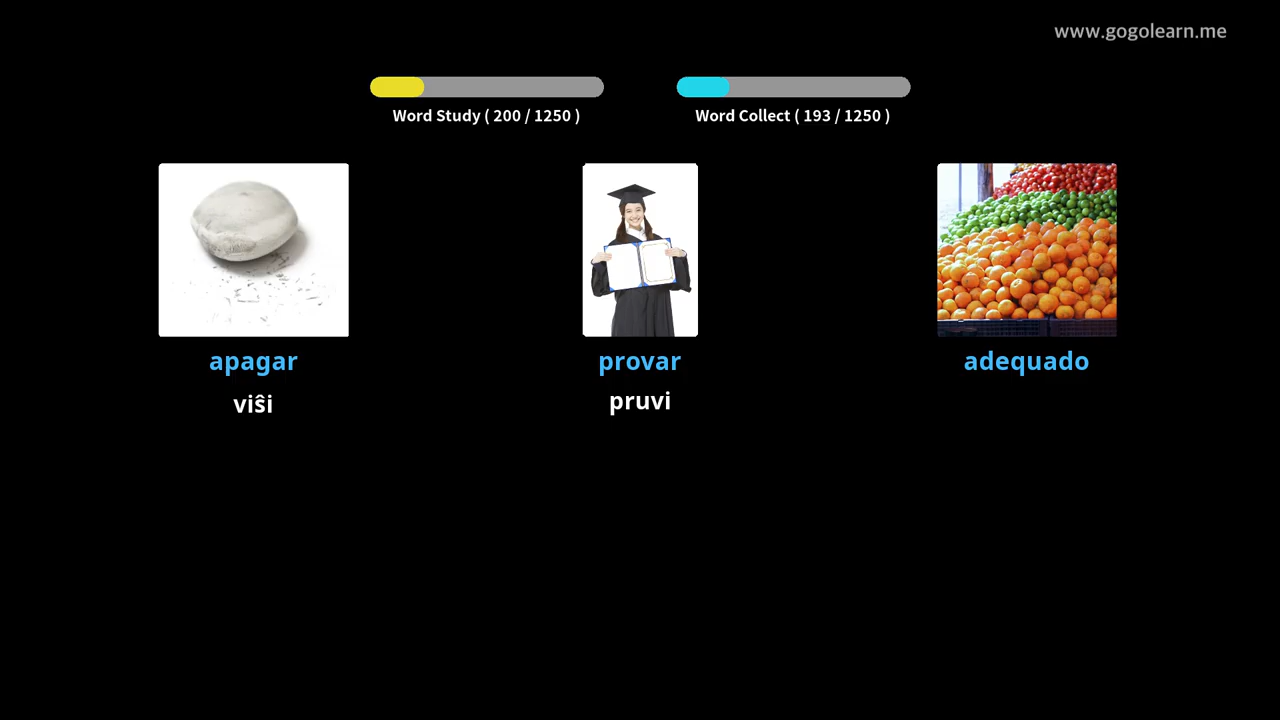 www.gogolearn.me
Word Study ( 200 / 1250 )
Word Collect ( 193 / 1250 )
apagar
provar
adequado
viŝi
pruvi